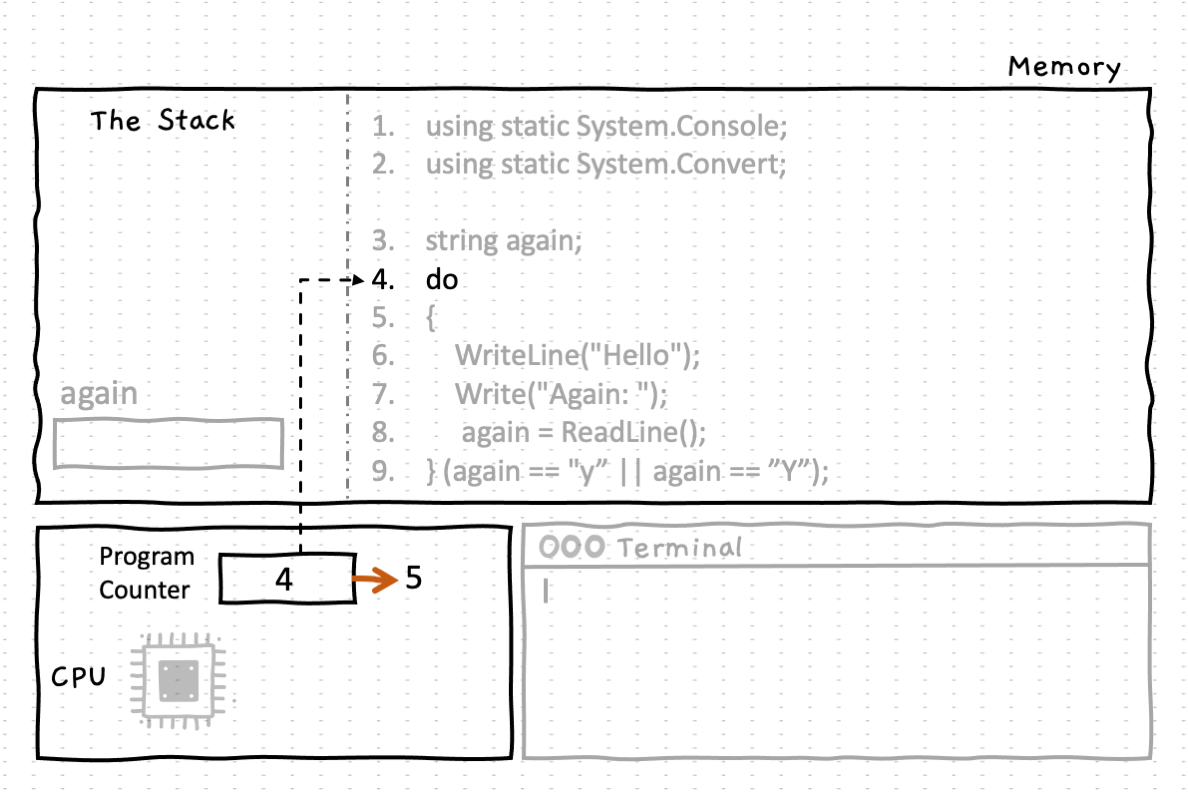 Memory
The Stack
1. using static System.Console;
2. using static System.Convert;
3. string again;
4. do
5. {
6. WriteLine("Hello");
7. Write("Again: ");
8. again = ReadLine();
9. } (again == "y” || again == ”Y”);
again
Program
Counter
4
5
CPU
Terminal